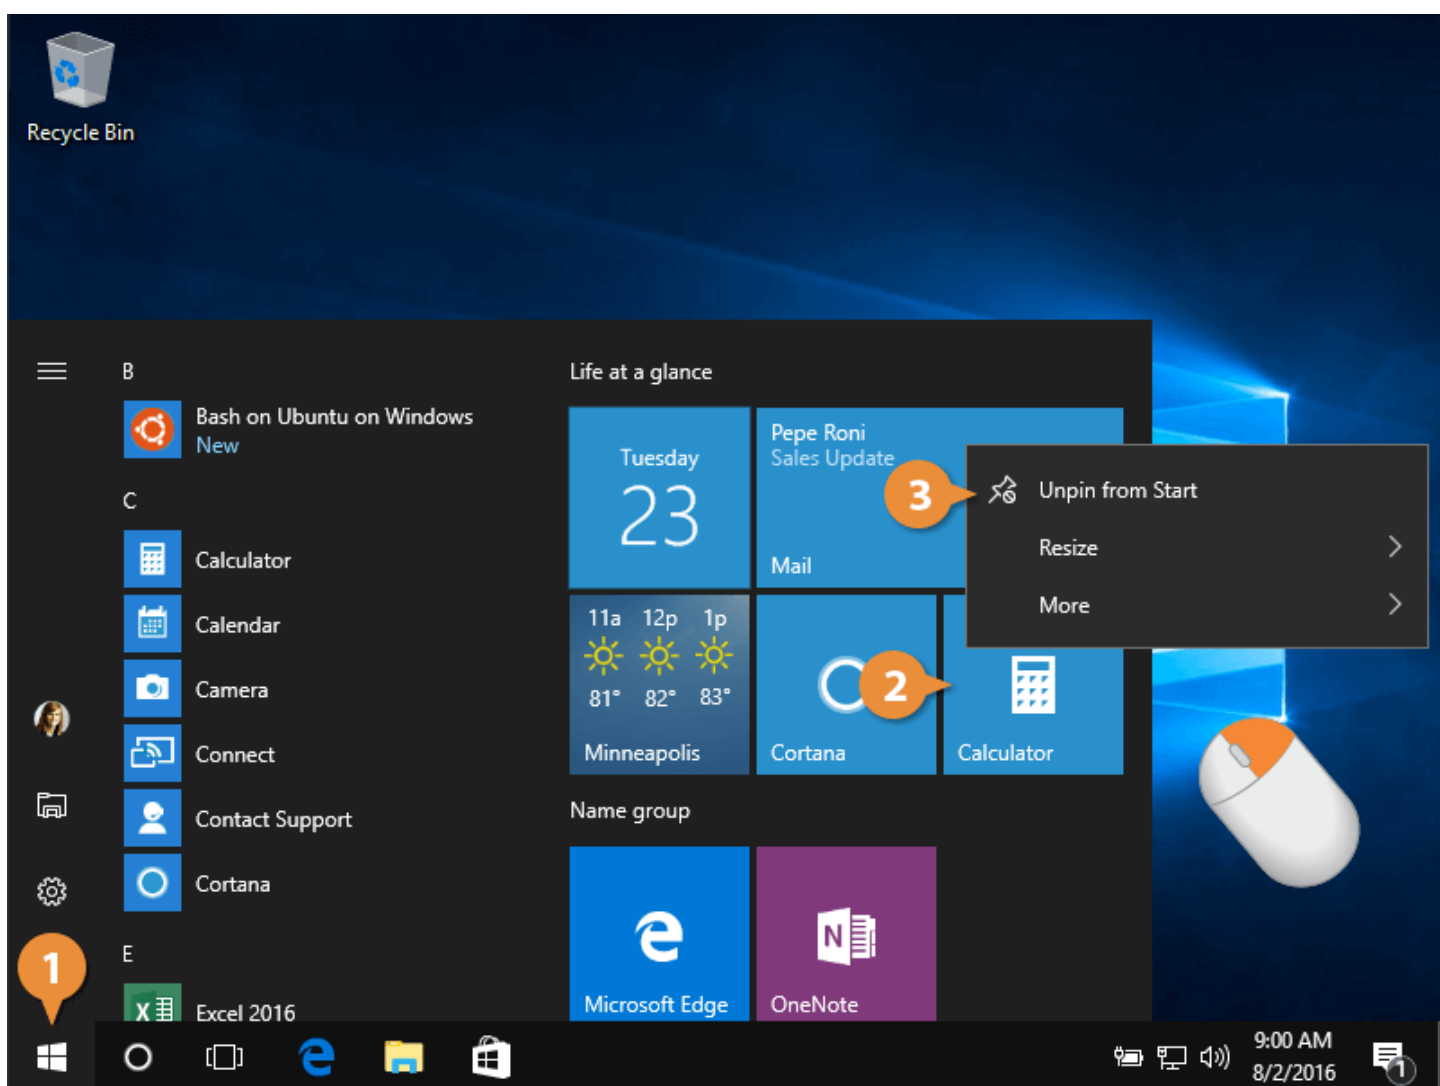 Recycle Bin
B
Bash on Ubuntu on Windows
New
C
Calculator
Calendar
Camera
Connect
Contact Support
Cortana
E
Excel 2016
Life at a glance
Tuesday
23
Pepe Roni
Sales Update
Mail
11a 12p 1p
81° 82° 83°
Minneapolis
Cortana
Calculator
Name group
Microsoft Edge
OneNote
Unpin from Start
Resize
More
1
2
3
9:00 AM
8/2/2016
1